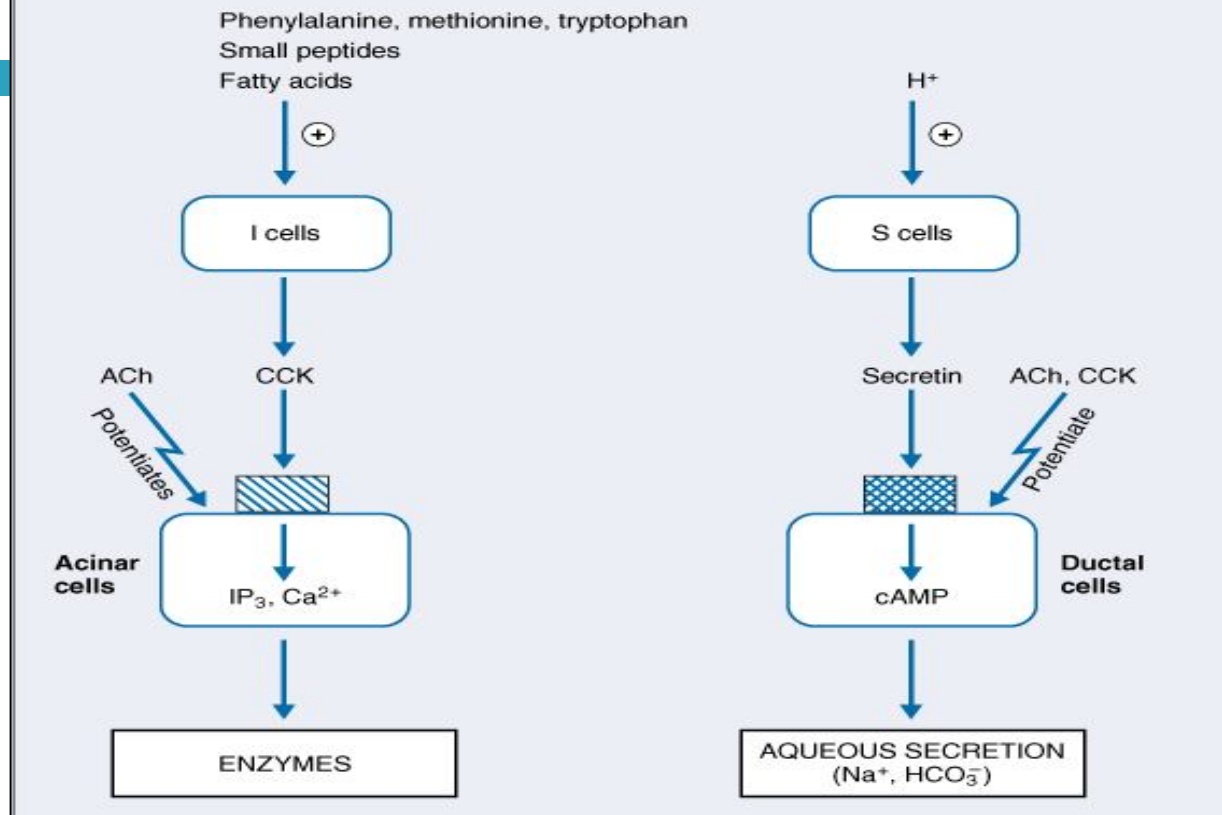 Phenylalanine, methionine, tryptophan
Small peptides
Fatty acids
+
I cells
ACh
CCK
Potentiates
Acinar
cells
IP₃, Ca²⁺
ENZYMES
H⁺
+
S cells
Secretin
ACh, CCK
Potentiate
Ductal
cells
cAMP
AQUEOUS SECRETION
(Na⁺, HCO₃⁻)